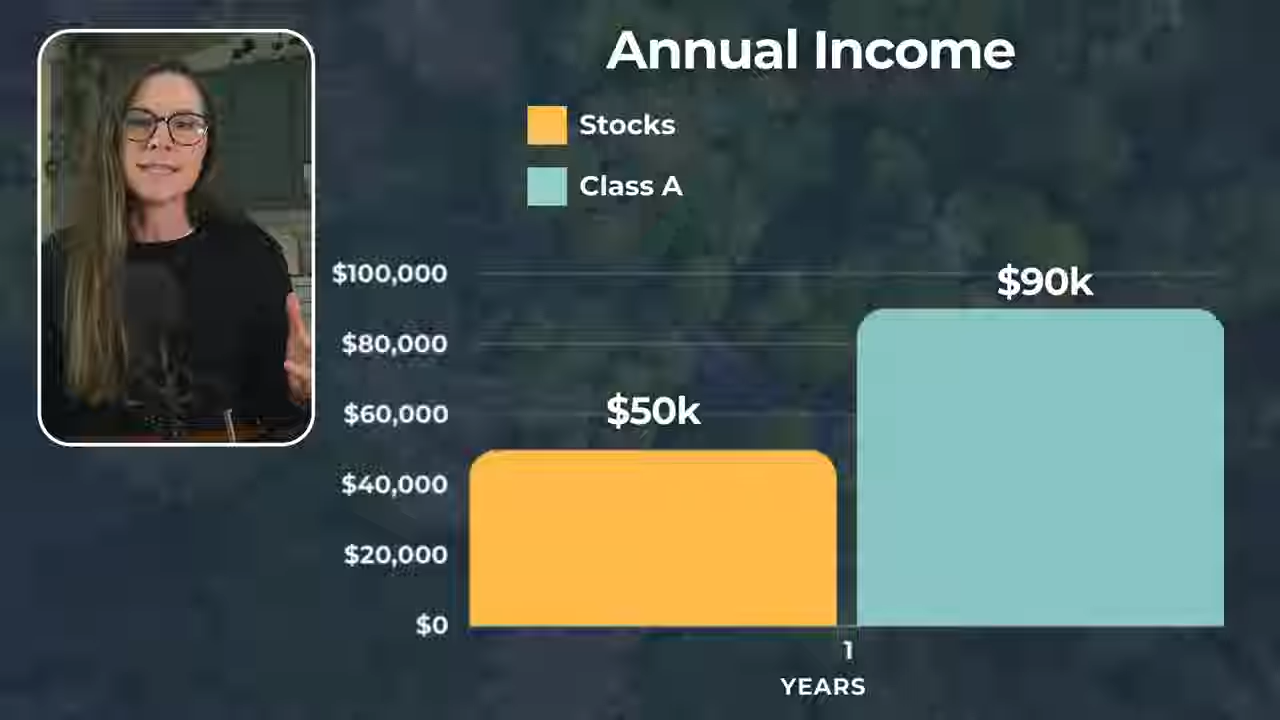 Annual Income
Stocks
Class A
$100,000
$90k
$80,000
$60,000
$50k
$40,000
$20,000
$0
1
YEARS